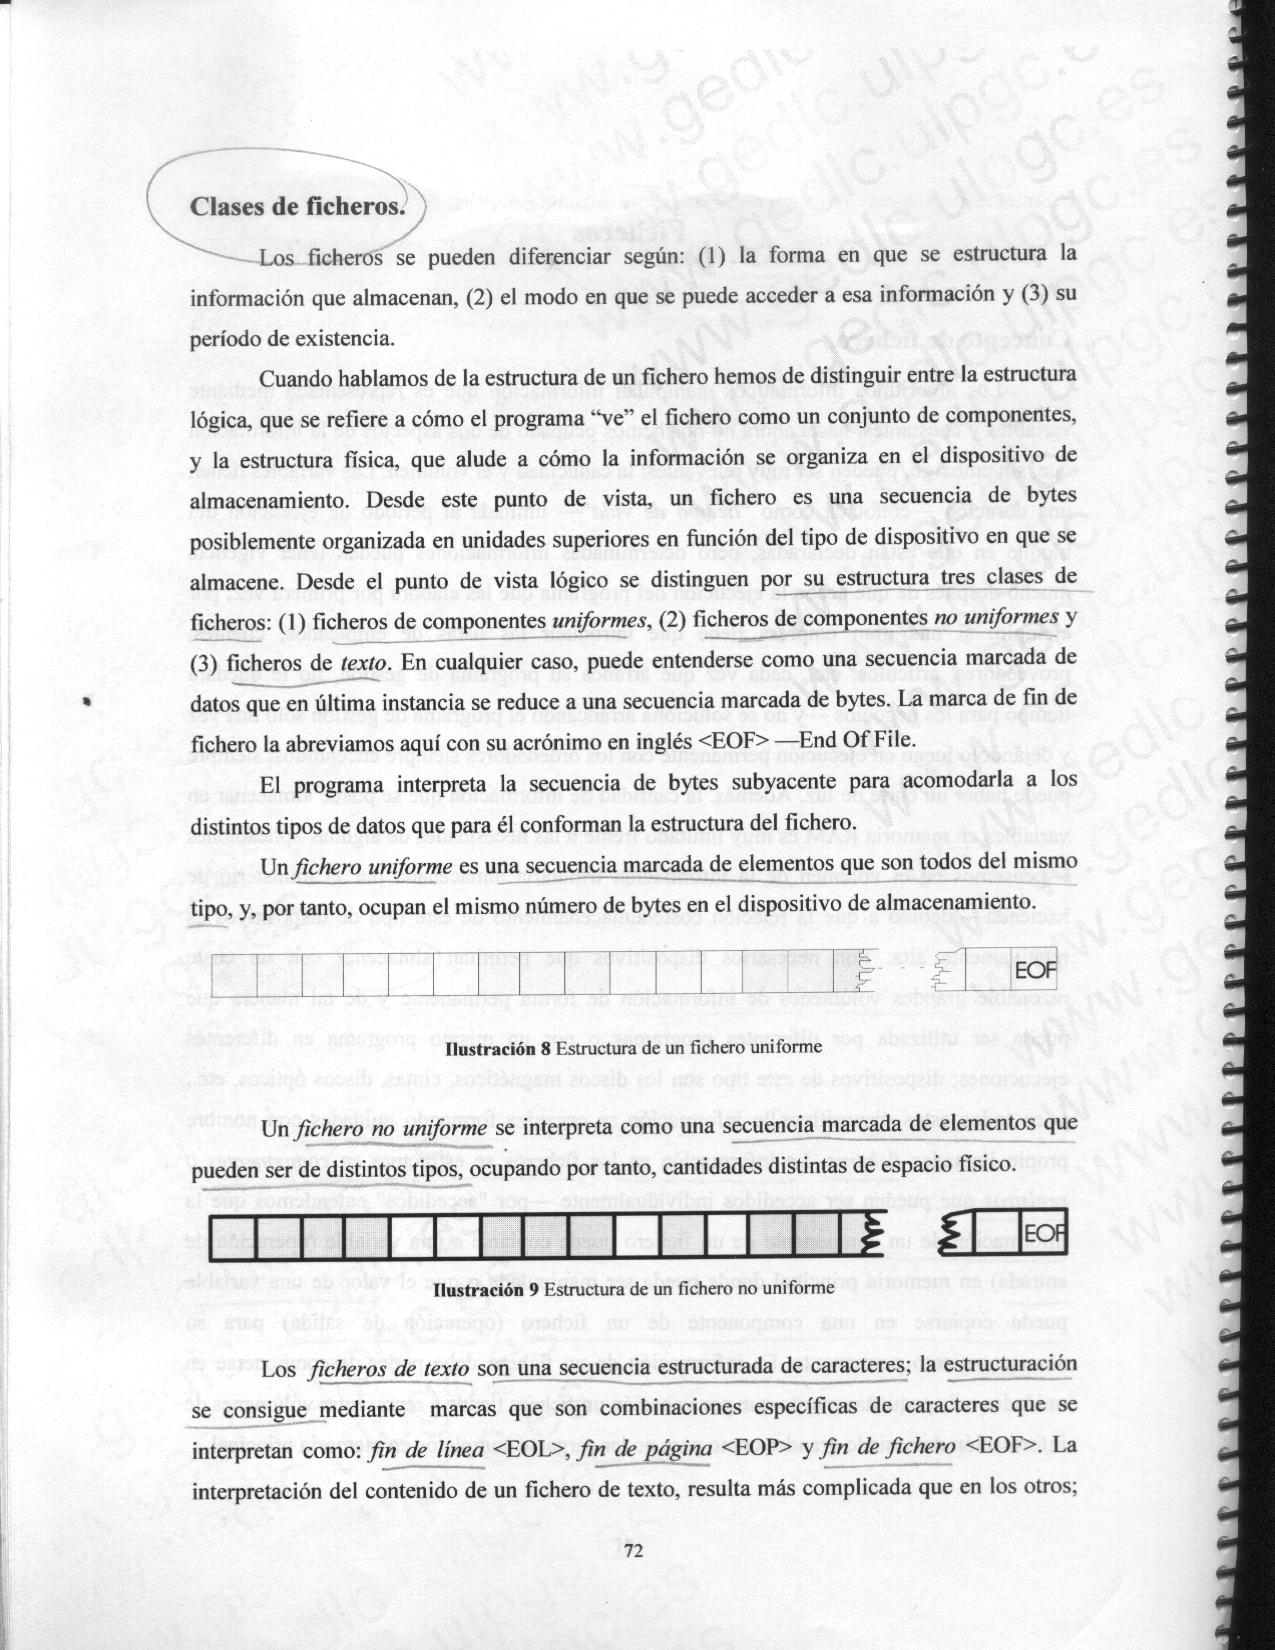 www.gedlc.ulpgc.es
Clases de ficheros.
Los ficheros se pueden diferenciar según: (1) la forma en que se estructura la
información que almacenan, (2) el modo en que se puede acceder a esa información y (3) su
período de existencia.
Cuando hablamos de la estructura de un fichero hemos de distinguir entre la estructura
lógica, que se refiere a cómo el programa “ve” el fichero como un conjunto de componentes,
y la estructura física, que alude a cómo la información se organiza en el dispositivo de
almacenamiento. Desde este punto de vista, un fichero es una secuencia de bytes
posiblemente organizada en unidades superiores en función del tipo de dispositivo en que se
almacene. Desde el punto de vista lógico se distinguen por su estructura tres clases de
ficheros: (1) ficheros de componentes uniformes, (2) ficheros de componentes no uniformes y
(3) ficheros de texto. En cualquier caso, puede entenderse como una secuencia marcada de
datos que en última instancia se reduce a una secuencia marcada de bytes. La marca de fin de
fichero la abreviamos aquí con su acrónimo en inglés <EOF> —End Of File.
El programa interpreta la secuencia de bytes subyacente para acomodarla a los
distintos tipos de datos que para él conforman la estructura del fichero.
Un fichero uniforme es una secuencia marcada de elementos que son todos del mismo
tipo, y, por tanto, ocupan el mismo número de bytes en el dispositivo de almacenamiento.
EOF
Ilustración 8 Estructura de un fichero uniforme
Un fichero no uniforme se interpreta como una secuencia marcada de elementos que
pueden ser de distintos tipos, ocupando por tanto, cantidades distintas de espacio físico.
EOF
Ilustración 9 Estructura de un fichero no uniforme
Los ficheros de texto son una secuencia estructurada de caracteres; la estructuración
se consigue mediante marcas que son combinaciones específicas de caracteres que se
interpretan como: fin de línea <EOL>, fin de página <EOP> y fin de fichero <EOF>. La
interpretación del contenido de un fichero de texto, resulta más complicada que en los otros;
72